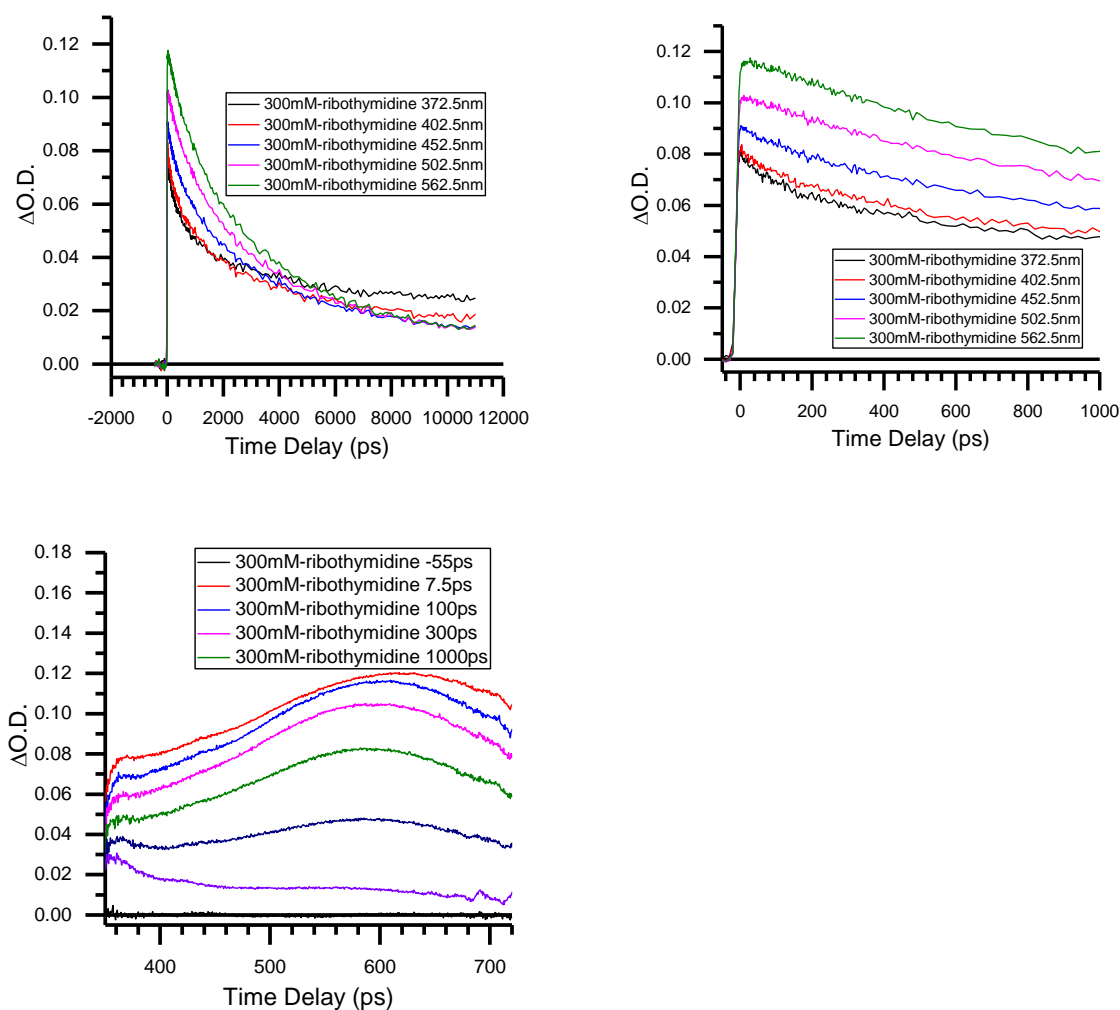 0.12
0.10
0.08
0.06
0.04
0.02
0.00
ΔO.D.
300mM-ribothymidine 372.5nm
300mM-ribothymidine 402.5nm
300mM-ribothymidine 452.5nm
300mM-ribothymidine 502.5nm
300mM-ribothymidine 562.5nm
-2000 0 2000 4000 6000 8000 10000 12000
Time Delay (ps)
0.12
0.10
0.08
0.06
0.04
0.02
0.00
ΔO.D.
300mM-ribothymidine 372.5nm
300mM-ribothymidine 402.5nm
300mM-ribothymidine 452.5nm
300mM-ribothymidine 502.5nm
300mM-ribothymidine 562.5nm
0 200 400 600 800 1000
Time Delay (ps)
0.18
0.16
0.14
0.12
0.10
0.08
0.06
0.04
0.02
0.00
ΔO.D.
300mM-ribothymidine -55ps
300mM-ribothymidine 7.5ps
300mM-ribothymidine 100ps
300mM-ribothymidine 300ps
300mM-ribothymidine 1000ps
400 500 600 700
Time Delay (ps)